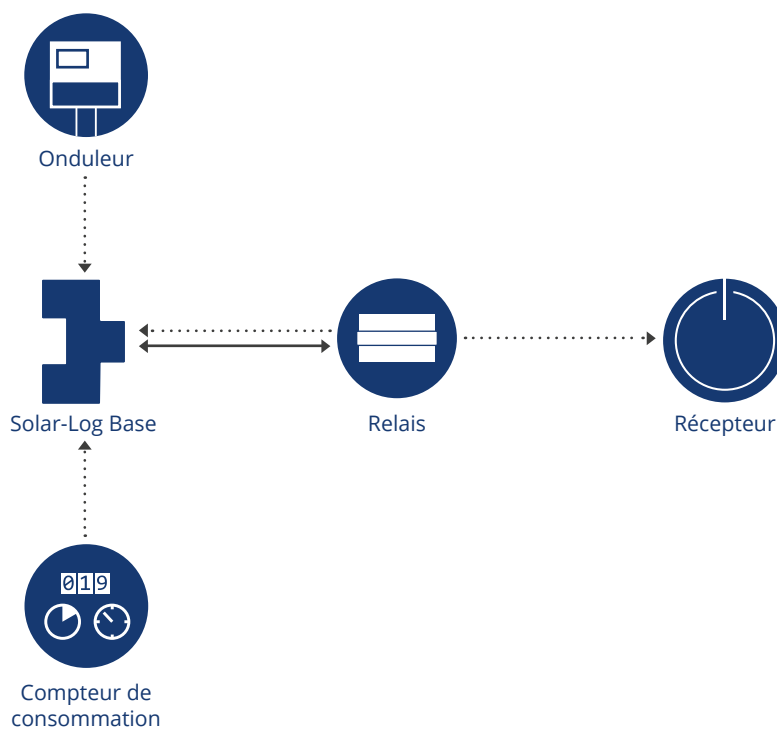 Onduleur
Solar-Log Base
Relais
Récepteur
019
Compteur de
consommation